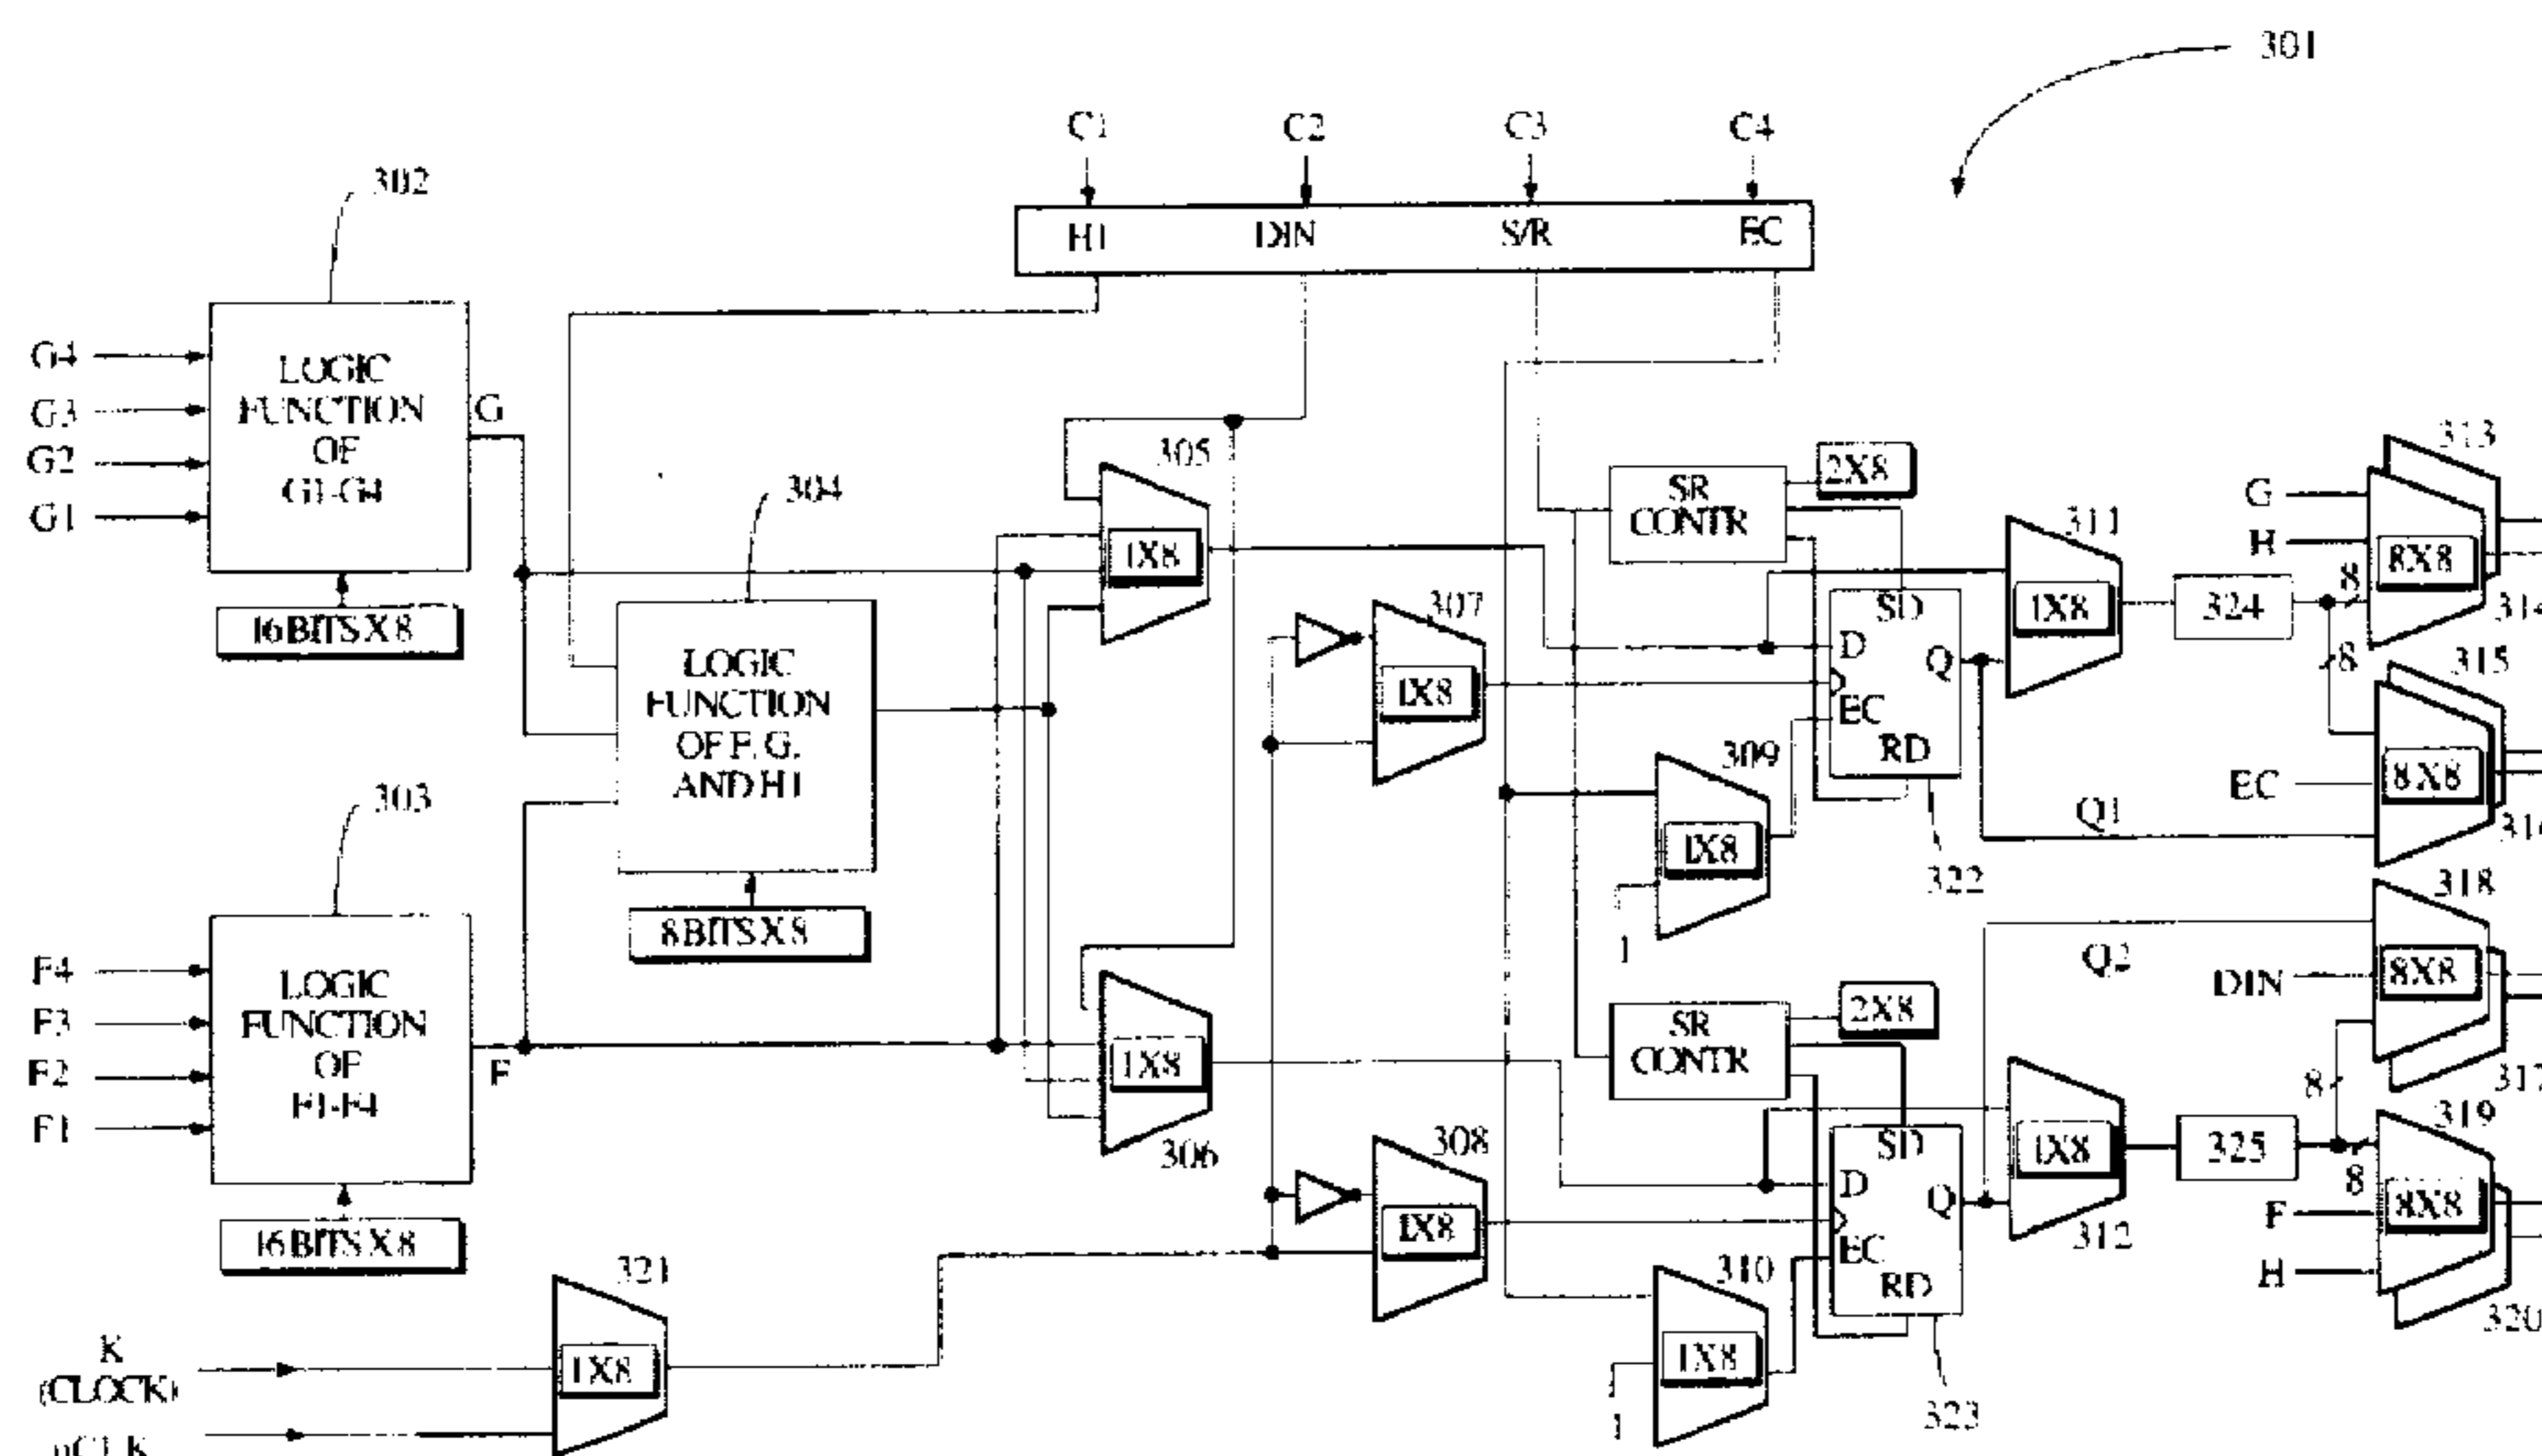 301
C1 C2 C3 C4
H1 DIN S/R EC
302
G4
G3
G2
G1
LOGIC
FUNCTION
OF
G1-G4
G
16 BITS X 8
304
LOGIC
FUNCTION
OF F, G,
AND H1
8 BITS X 8
303
F4
F3
F2
F1
LOGIC
FUNCTION
OF
F1-F4
F
16 BITS X 8
321
K
(CLOCK)
1X8
305
1X8
306
1X8
307
1X8
308
1X8
309
1X8
1
310
1X8
1
SR
CONTR
2X8
SD
D
Q
EC
RD
322
SR
CONTR
2X8
SD
D
Q
EC
RD
323
311
1X8
324
8
8
312
1X8
325
8
8
313
G
H
8X8
314
315
EC
8X8
Q1
318
Q2
DIN
8X8
319
F
H
8X8
320